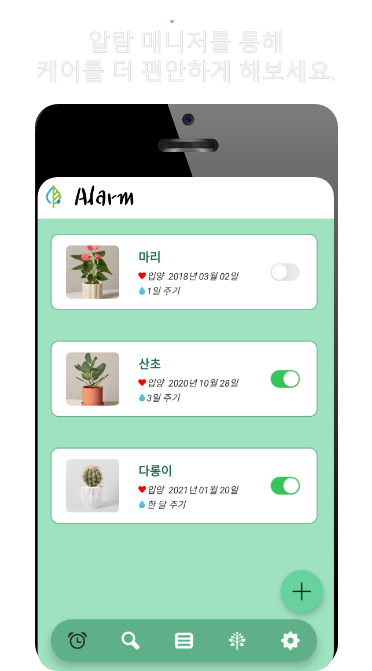 알람 매니저를 통해
케어를 더 편안하게 해보세요.
Alarm
마리
입양 2018년 03월 02일
1일 주기
산초
입양 2020년 10월 28일
3일 주기
다롱이
입양 2021년 01월 20일
한 달 주기